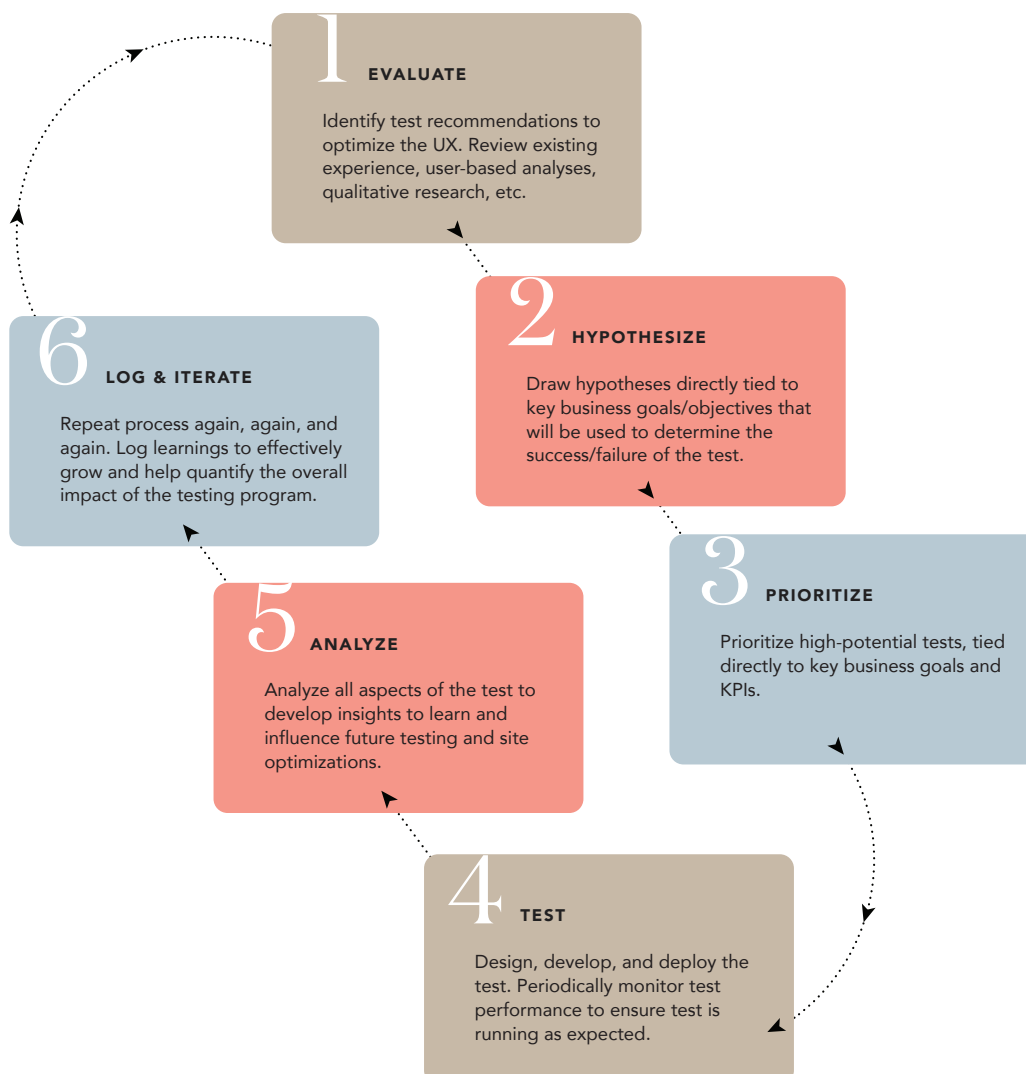 1 EVALUATE
Identify test recommendations to
optimize the UX. Review existing
experience, user-based analyses,
qualitative research, etc.
2 HYPOTHESIZE
Draw hypotheses directly tied to
key business goals/objectives that
will be used to determine the
success/failure of the test.
3 PRIORITIZE
Prioritize high-potential tests, tied
directly to key business goals and
KPIs.
4 TEST
Design, develop, and deploy the
test. Periodically monitor test
performance to ensure test is
running as expected.
5 ANALYZE
Analyze all aspects of the test to
develop insights to learn and
influence future testing and site
optimizations.
6 LOG & ITERATE
Repeat process again, again, and
again. Log learnings to effectively
grow and help quantify the overall
impact of the testing program.